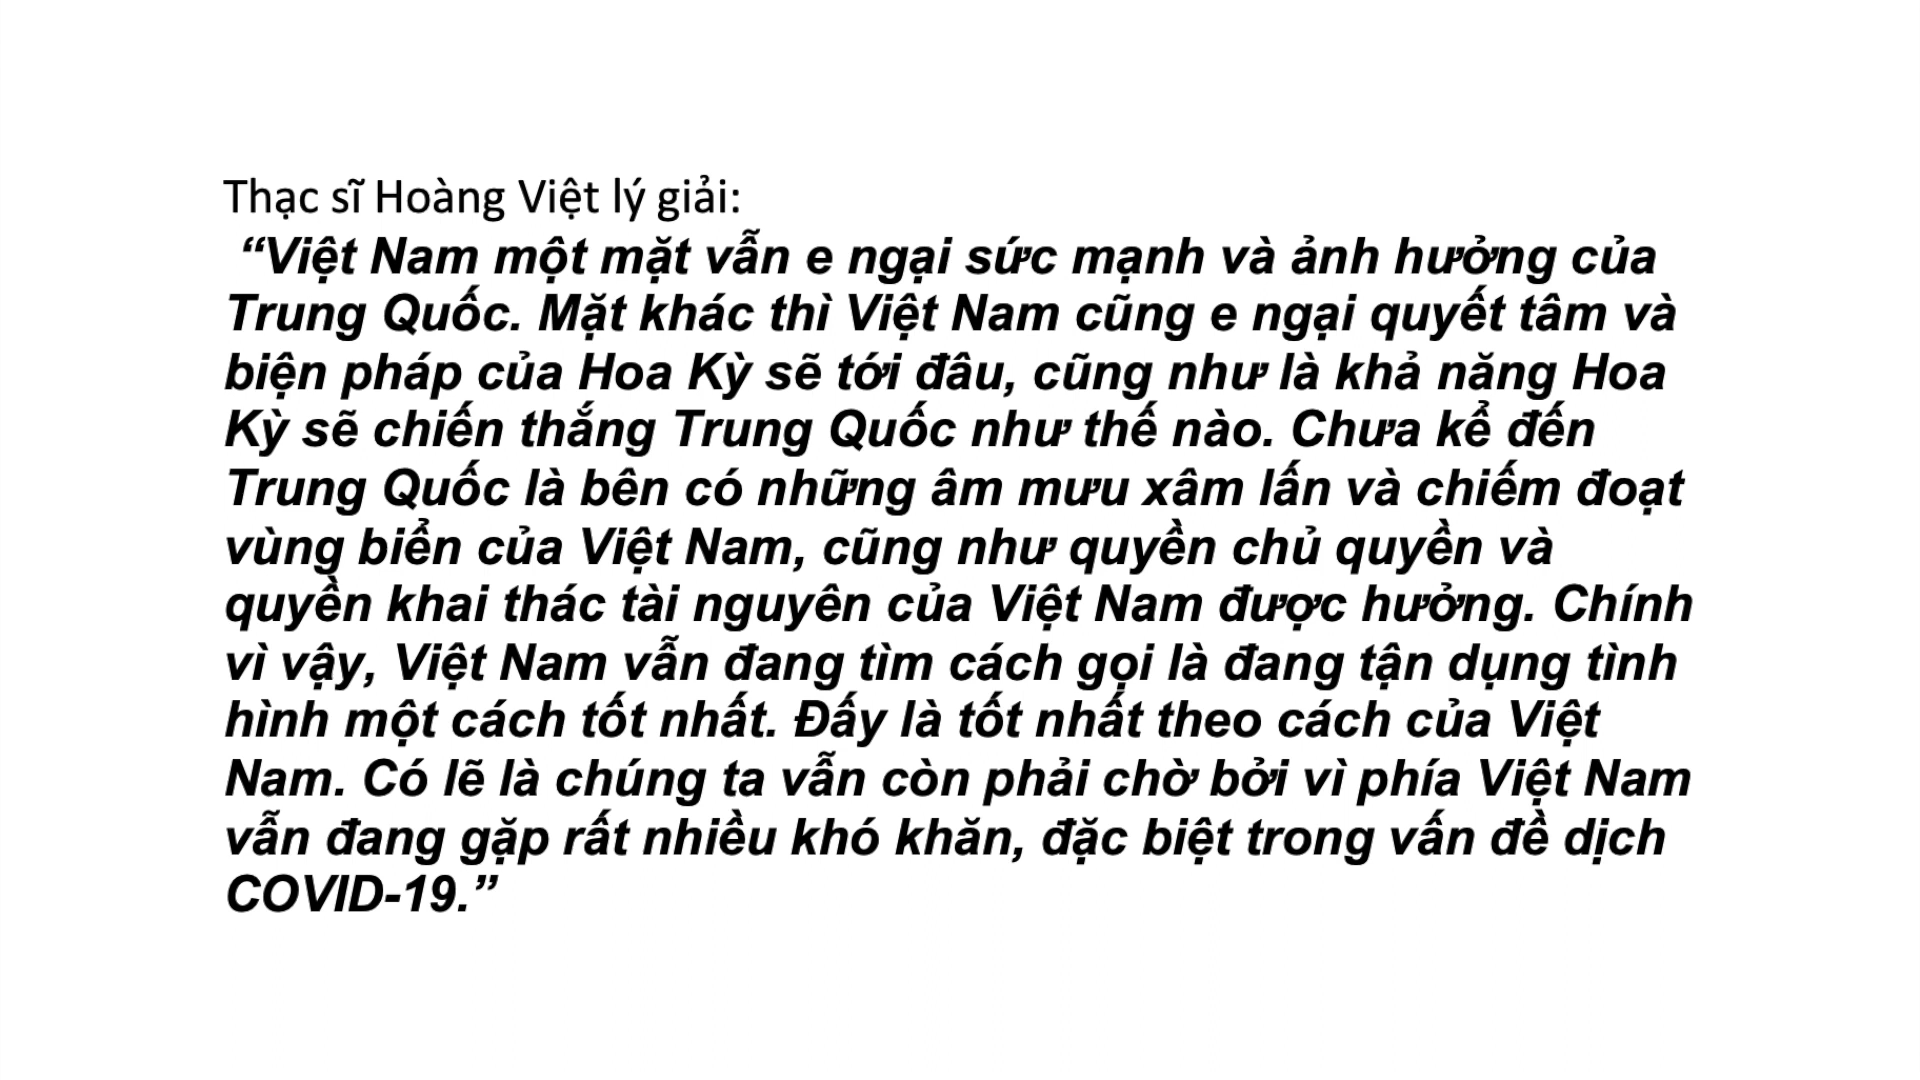 Thạc sĩ Hoàng Việt lý giải:
“Việt Nam một mặt vẫn e ngại sức mạnh và ảnh hưởng của
Trung Quốc. Mặt khác thì Việt Nam cũng e ngại quyết tâm và
biện pháp của Hoa Kỳ sẽ tới đâu, cũng như là khả năng Hoa
Kỳ sẽ chiến thắng Trung Quốc như thế nào. Chưa kể đến
Trung Quốc là bên có những âm mưu xâm lấn và chiếm đoạt
vùng biển của Việt Nam, cũng như quyền chủ quyền và
quyền khai thác tài nguyên của Việt Nam được hưởng. Chính
vì vậy, Việt Nam vẫn đang tìm cách gọi là đang tận dụng tình
hình một cách tốt nhất. Đấy là tốt nhất theo cách của Việt
Nam. Có lẽ là chúng ta vẫn còn phải chờ bởi vì phía Việt Nam
vẫn đang gặp rất nhiều khó khăn, đặc biệt trong vấn đề dịch
COVID-19.”